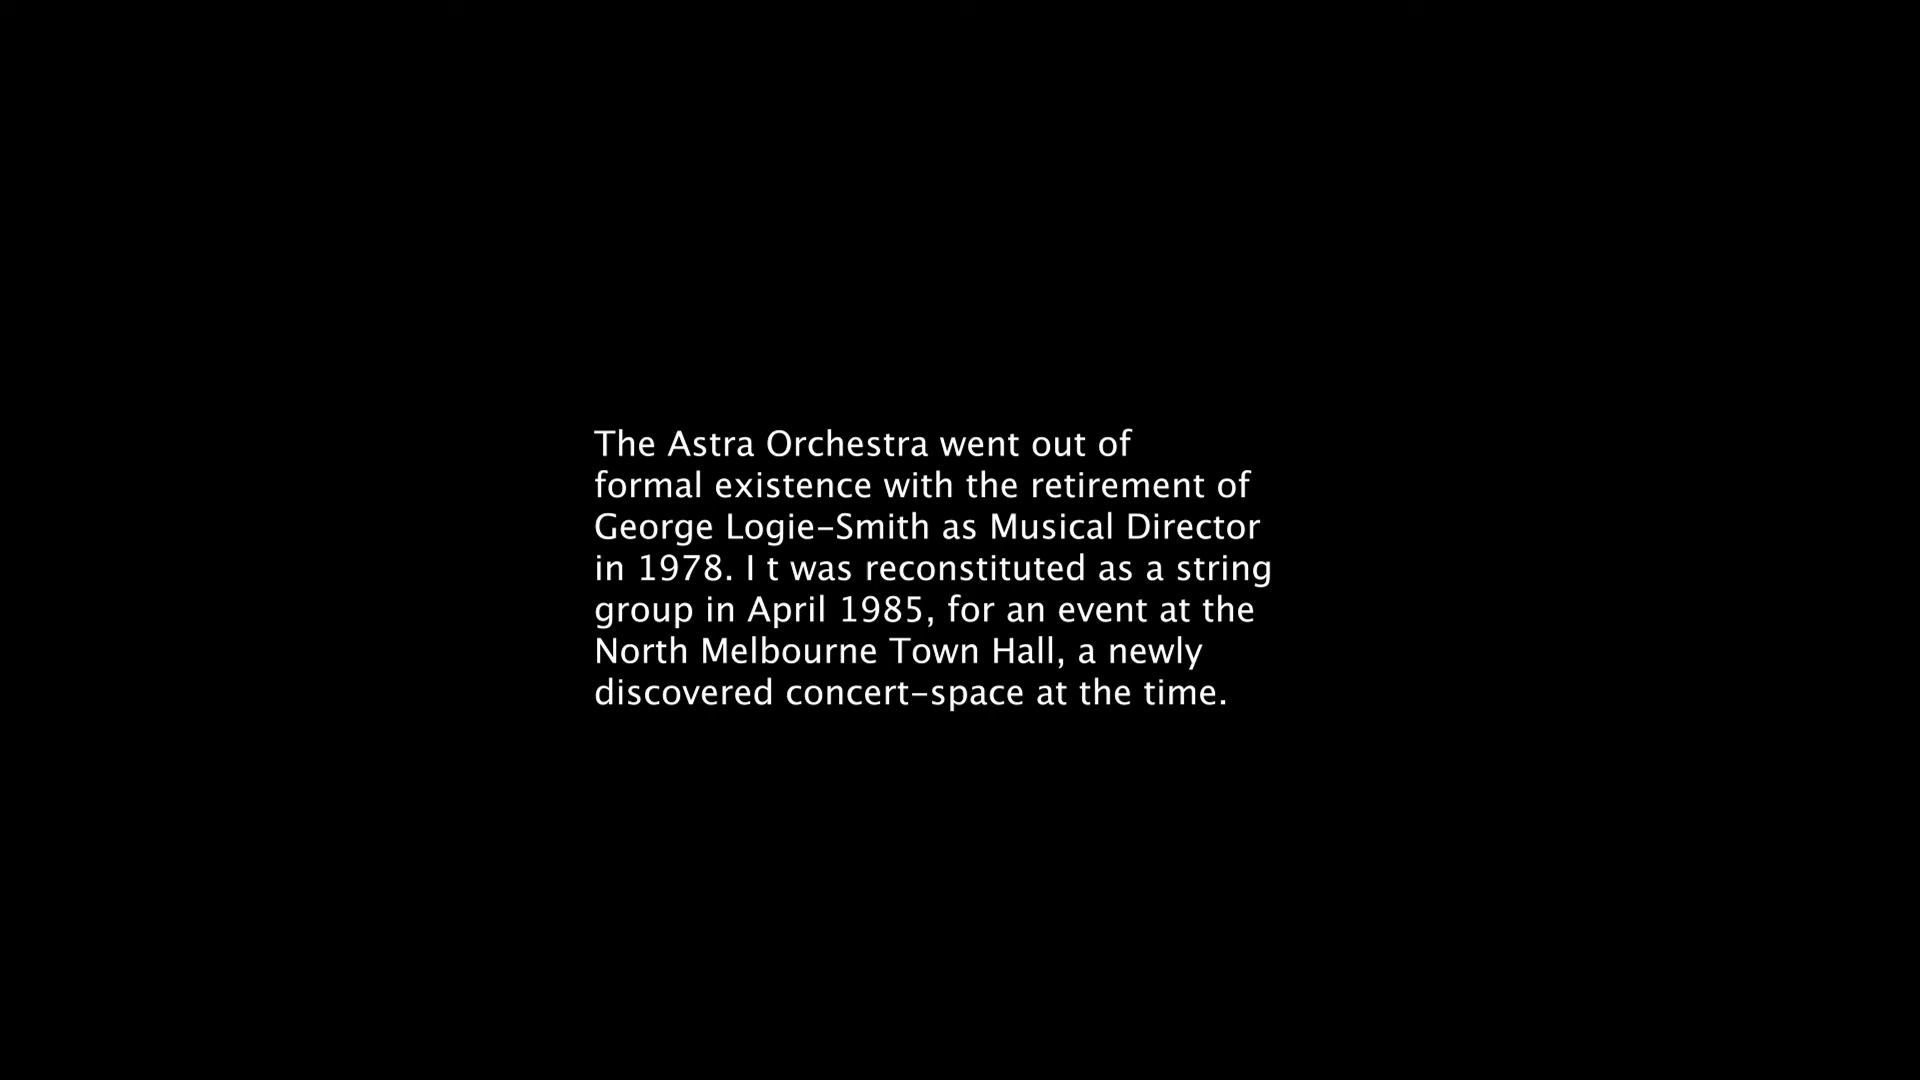 The Astra Orchestra went out of
formal existence with the retirement of
George Logie–Smith as Musical Director
in 1978. I t was reconstituted as a string
group in April 1985, for an event at the
North Melbourne Town Hall, a newly
discovered concert–space at the time.